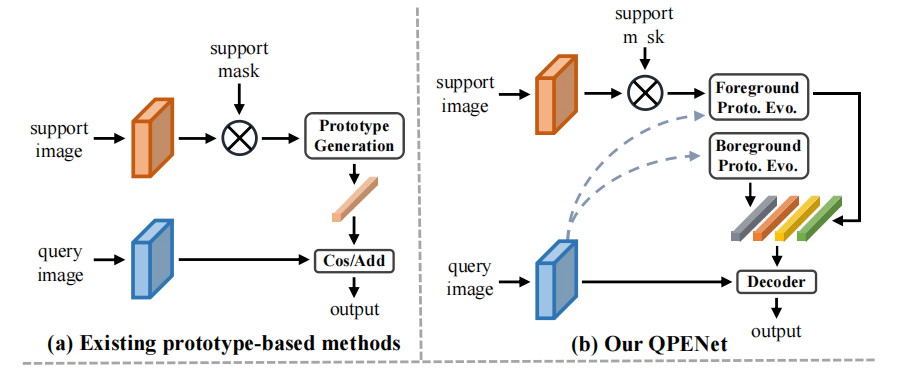 support
mask
support
image
Prototype
Generation
query
image
Cos/Add
output
(a) Existing prototype-based methods
support
m sk
support
image
Foreground
Proto. Evo.
Boreground
Proto. Evo.
query
image
Decoder
output
(b) Our QPENet